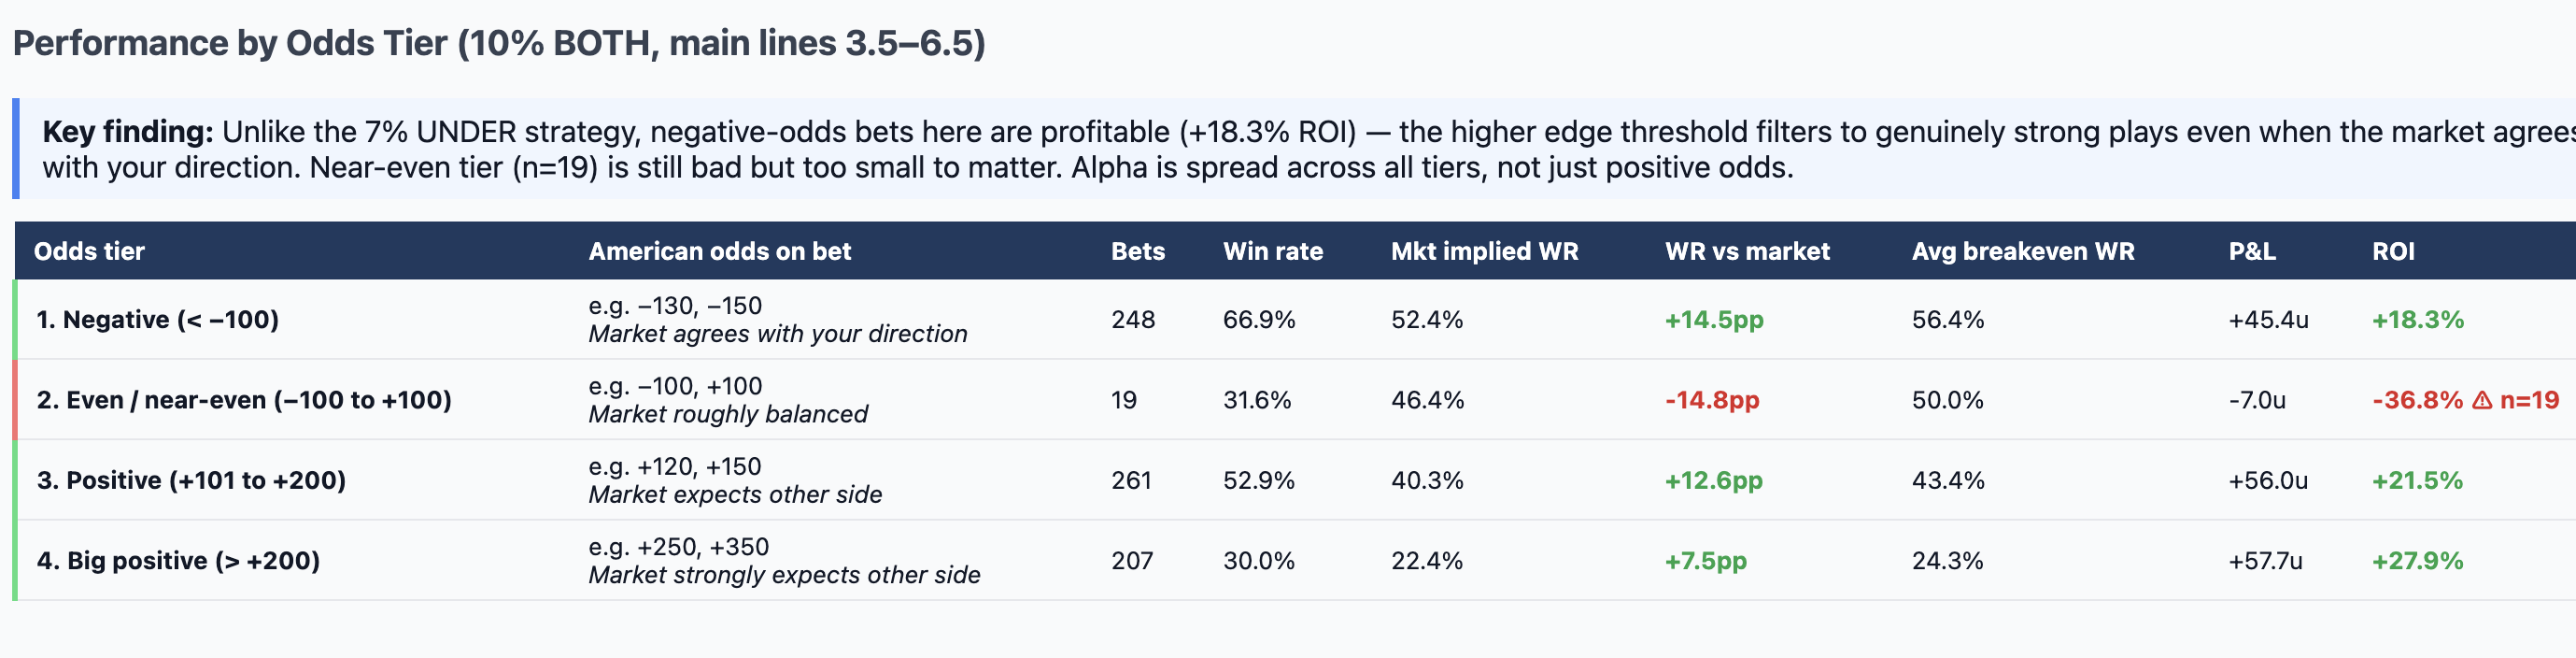 Performance by Odds Tier (10% BOTH, main lines 3.5–6.5)
Key finding: Unlike the 7% UNDER strategy, negative-odds bets here are profitable (+18.3% ROI) — the higher edge threshold filters to genuinely strong plays even when the market agrees
with your direction. Near-even tier (n=19) is still bad but too small to matter. Alpha is spread across all tiers, not just positive odds.
Odds tier American odds on bet Bets Win rate Mkt implied WR WR vs market Avg breakeven WR P&L ROI
1. Negative (< −100) e.g. −130, −150 248 66.9% 52.4% +14.5pp 56.4% +45.4u +18.3%
Market agrees with your direction
2. Even / near-even (−100 to +100) e.g. −100, +100 19 31.6% 46.4% -14.8pp 50.0% -7.0u -36.8% ⚠ n=19
Market roughly balanced
3. Positive (+101 to +200) e.g. +120, +150 261 52.9% 40.3% +12.6pp 43.4% +56.0u +21.5%
Market expects other side
4. Big positive (> +200) e.g. +250, +350 207 30.0% 22.4% +7.5pp 24.3% +57.7u +27.9%
Market strongly expects other side